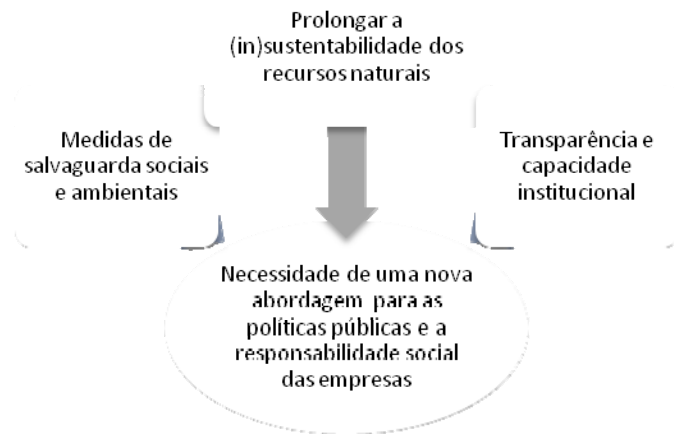 Prolongar a
(in)sustentabilidade dos
recursos naturais
Medidas de
salvaguarda sociais
e ambientais
Transparência e
capacidade
institucional
Necessidade de uma nova
abordagem para as
políticas públicas e a
responsabilidade social
das empresas